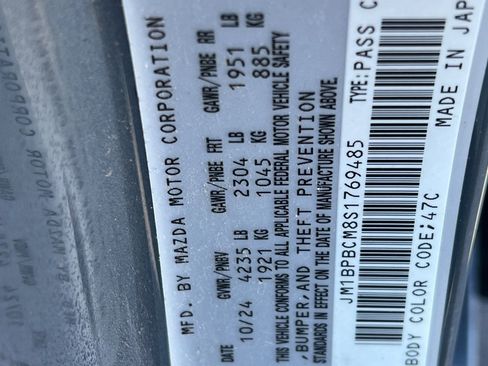 MFD. BY MAZDA MOTOR CORPORATION
DATE GVWR/PNBV GAWR/PNBE FRT GAWR/PNBE RR
10/24 4235 LB 2304 LB 1951 LB
1921 KG 1045 KG 885 KG
THIS VEHICLE CONFORMS TO ALL APPLICABLE FEDERAL MOTOR VEHICLE SAFETY
, BUMPER, AND THEFT PREVENTION
STANDARDS IN EFFECT ON THE DATE OF MANUFACTURE SHOWN ABOVE.
JM1BPBCM8S1769485 TYPE:PASS C
BODY COLOR CODE;47C MADE IN JAP